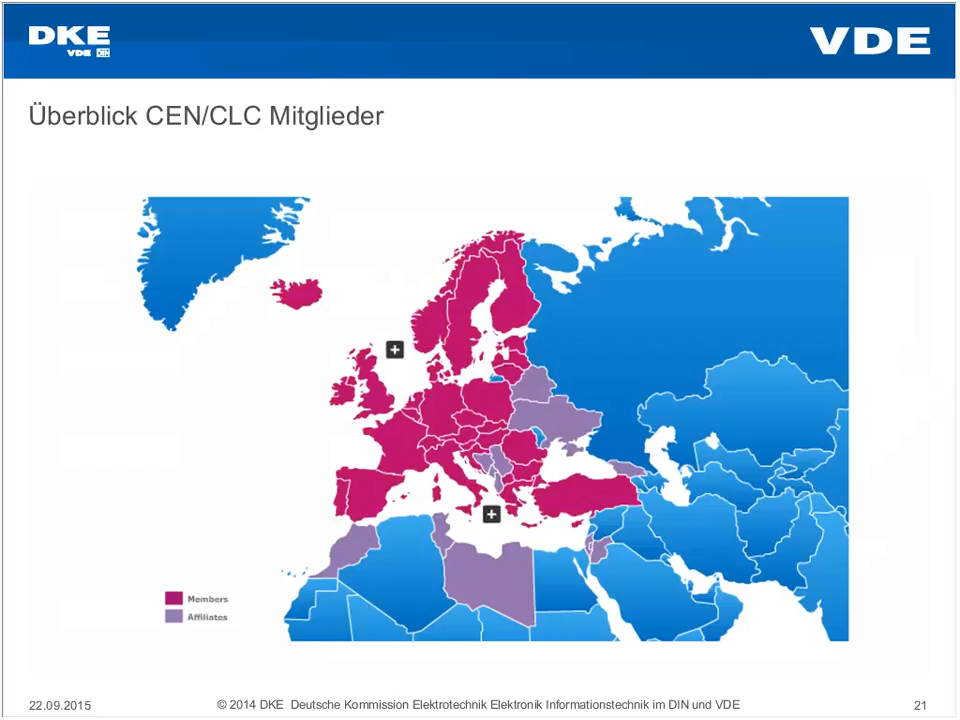 DKE
VDE DIN
VDE
Überblick CEN/CLC Mitglieder
Members
Affiliates
22.09.2015
© 2014 DKE Deutsche Kommission Elektrotechnik Elektronik Informationstechnik im DIN und VDE
21